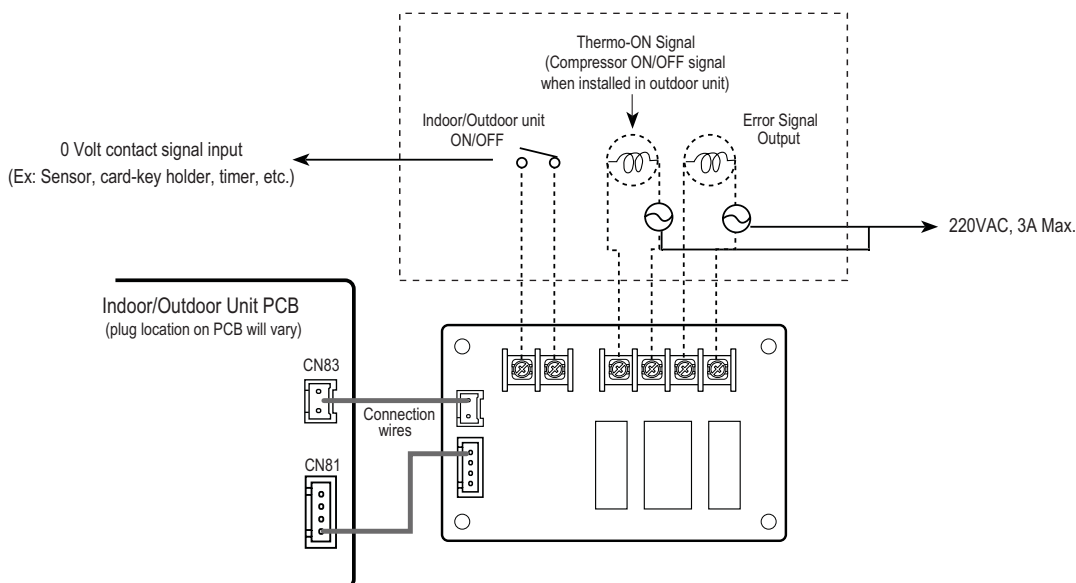 Thermo-ON Signal
(Compressor ON/OFF signal
when installed in outdoor unit)
Indoor/Outdoor unit
ON/OFF
Error Signal
Output
0 Volt contact signal input
(Ex: Sensor, card-key holder, timer, etc.)
220VAC, 3A Max.
Indoor/Outdoor Unit PCB
(plug location on PCB will vary)
CN83
Connection
wires
CN81